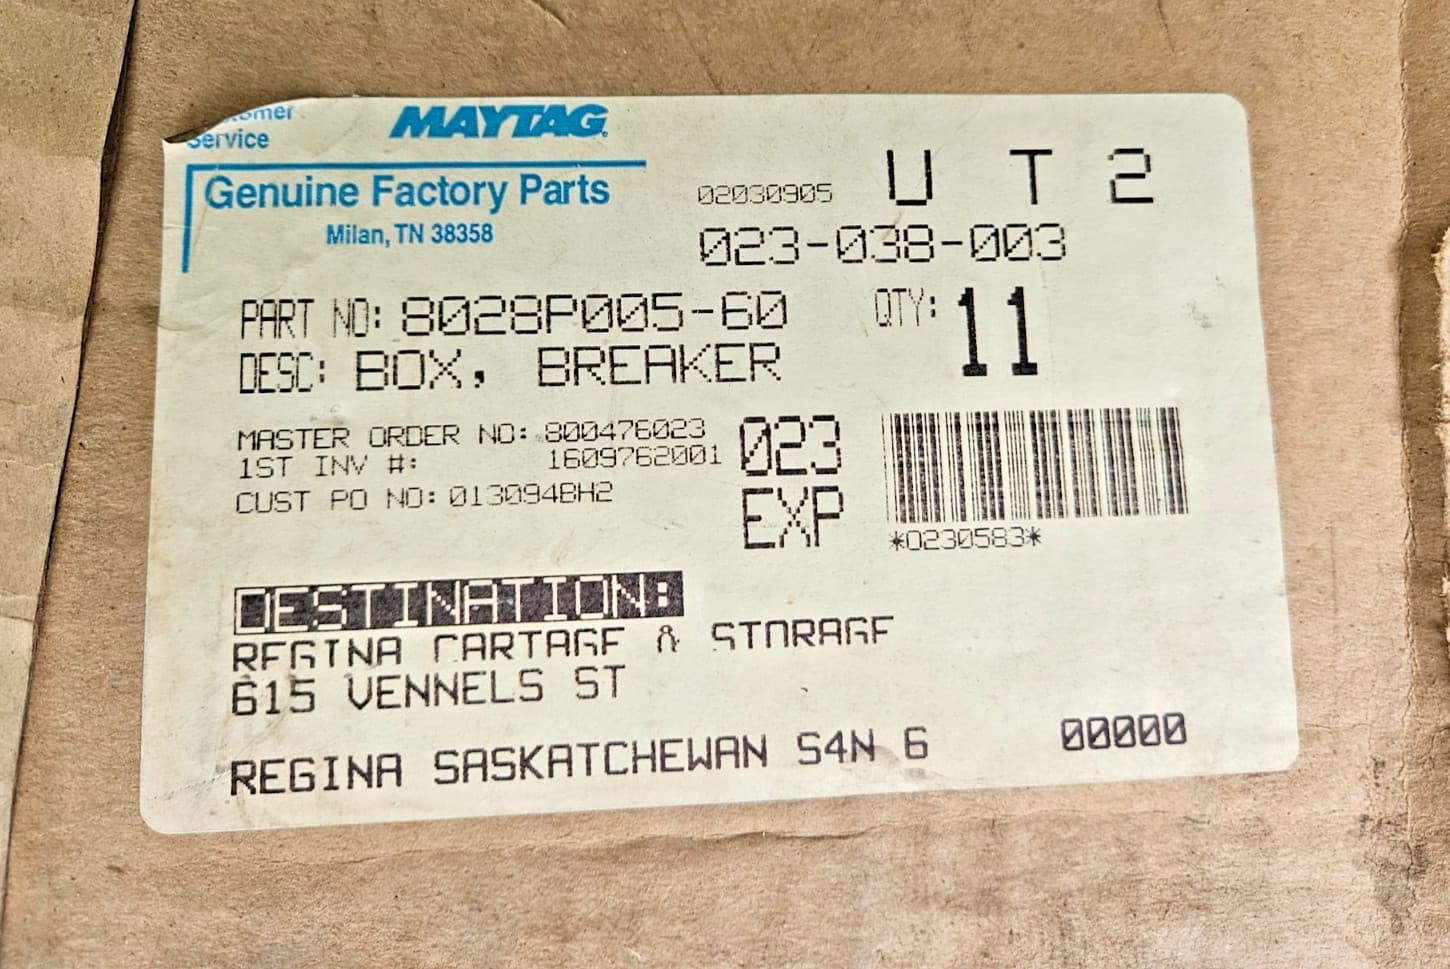 Customer
Service
MAYTAG
Genuine Factory Parts
Milan, TN 38358
02030905 U T 2
023-038-003
PART NO: 8028P005-60 QTY: 11
DESC: BOX, BREAKER
MASTER ORDER NO: 800476023
1ST INV #: 1609762001
CUST PO NO: 013094BH2
023
EXP
*0230583*
DESTINATION:
REGINA CARTAGE & STORAGE
615 VENNELS ST
REGINA SASKATCHEWAN S4N 6 00000